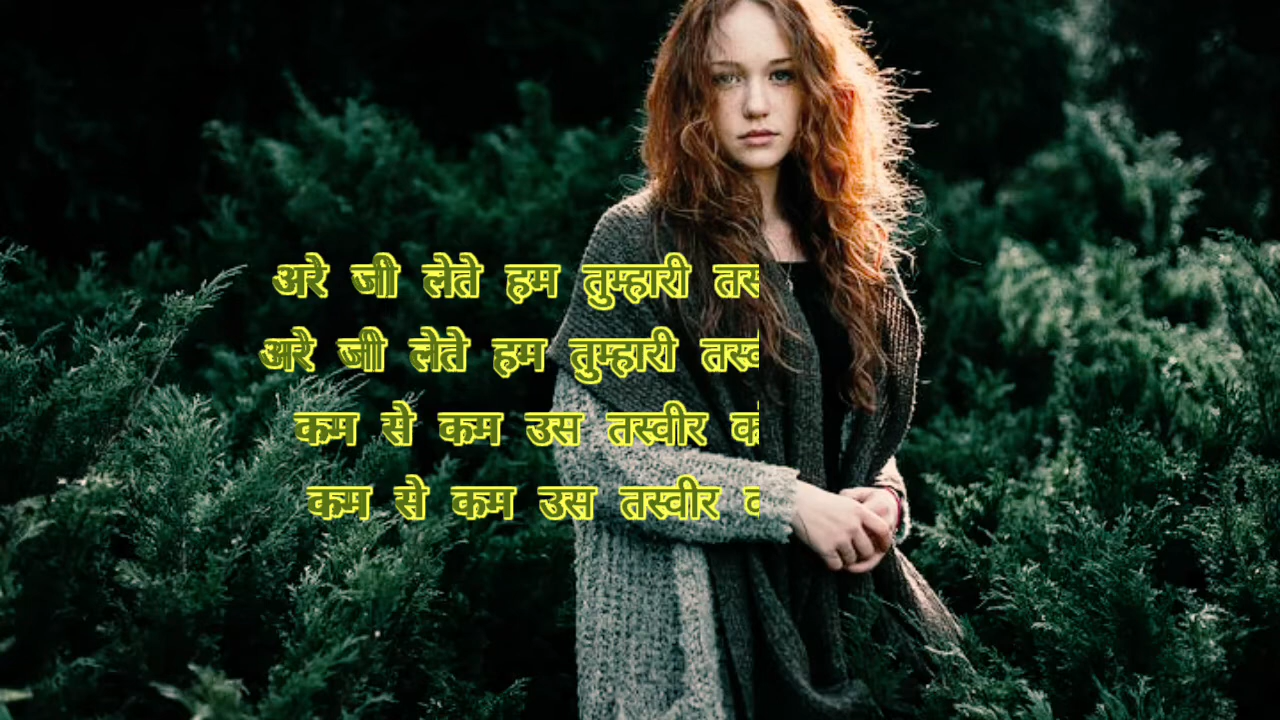 अरे जी लेते हम तुम्हारी
अरे जी लेते हम तुम्हारी
कम से कम उस तस्वीर
कम से कम उस तस्वीर